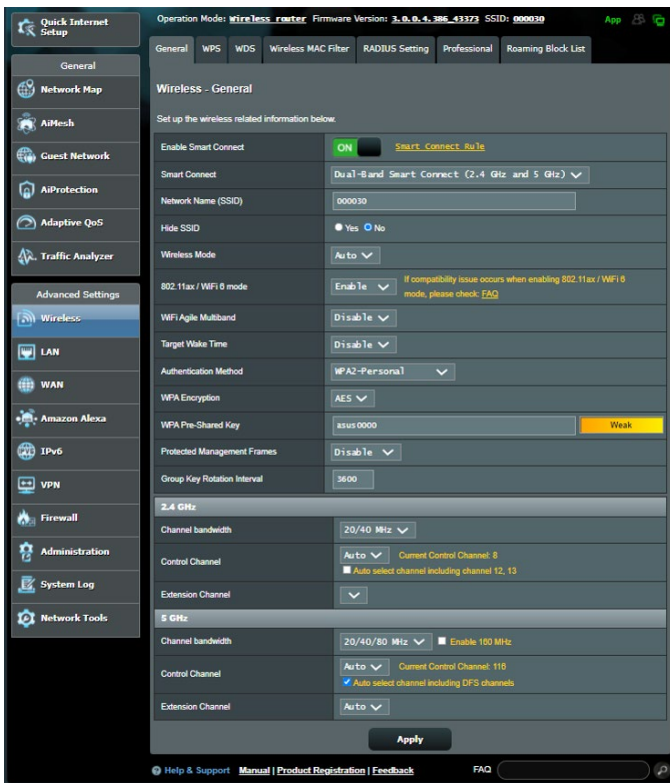 Quick Internet
Setup
Operation Mode: Wireless router Firmware Version: 3.0.0.4.386_43373 SSID: 000030 App
General WPS WDS Wireless MAC Filter RADIUS Setting Professional Roaming Block List
General
Network Map
AiMesh
Guest Network
AiProtection
Adaptive QoS
Traffic Analyzer
Advanced Settings
Wireless
LAN
WAN
Amazon Alexa
IPv6
VPN
Firewall
Administration
System Log
Network Tools
Wireless - General
Set up the wireless related information below.
Enable Smart Connect ON Smart Connect Rule
Smart Connect Dual-Band Smart Connect (2.4 GHz and 5 GHz)
Network Name (SSID) 000030
Hide SSID Yes No
Wireless Mode Auto
802.11ax / WiFi 6 mode Enable If compatibility issue occurs when enabling 802.11ax / WiFi 6
mode, please check: FAQ
WiFi Agile Multiband Disable
Target Wake Time Disable
Authentication Method WPA2-Personal
WPA Encryption AES
WPA Pre-Shared Key asus0000 Weak
Protected Management Frames Disable
Group Key Rotation Interval 3600
2.4 GHz
Channel bandwidth 20/40 MHz
Control Channel Auto Current Control Channel: 8
Auto select channel including channel 12, 13
Extension Channel
5 GHz
Channel bandwidth 20/40/80 MHz Enable 160 MHz
Control Channel Auto Current Control Channel: 116
Auto select channel including DFS channels
Extension Channel Auto
Apply
Help & Support Manual | Product Registration | Feedback FAQ